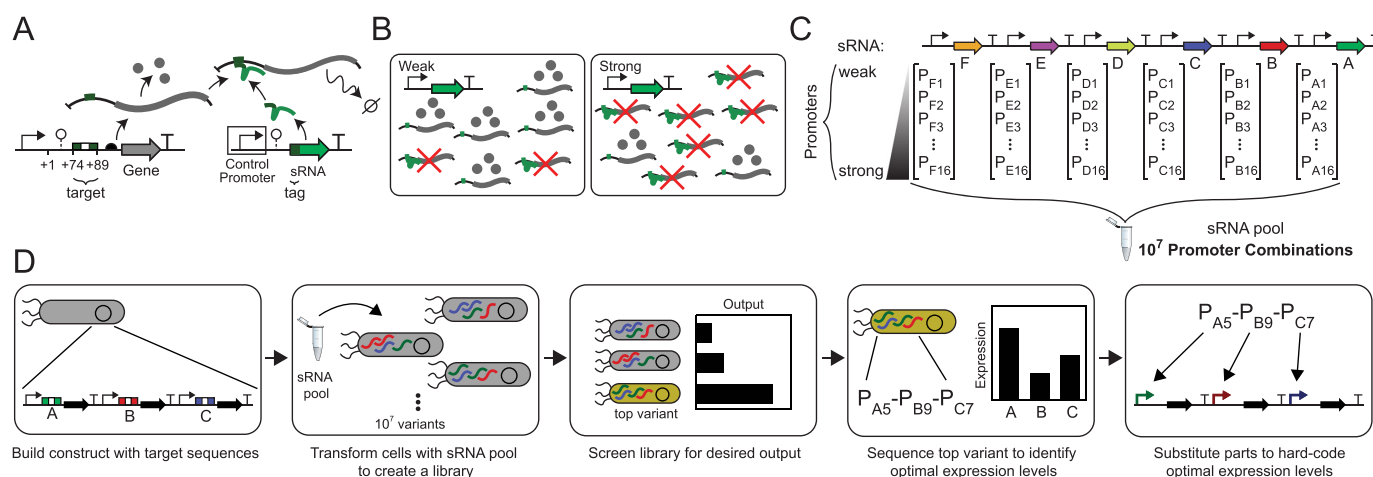 A
+1
+74 +89
target
Gene
Control
Promoter
sRNA
tag
B
Weak
Strong
C
sRNA:
F
E
D
C
B
A
Promoters
weak
strong
PF1
PF2
PF3
...
PF16
PE1
PE2
PE3
...
PE16
PD1
PD2
PD3
...
PD16
PC1
PC2
PC3
...
PC16
PB1
PB2
PB3
...
PB16
PA1
PA2
PA3
...
PA16
sRNA pool
10⁷ Promoter Combinations
D
A
B
C
Build construct with target sequences
sRNA
pool
10⁷ variants
Transform cells with sRNA pool
to create a library
Output
top variant
Screen library for desired output
PA5-PB9-PC7
Expression
A B C
Sequence top variant to identify
optimal expression levels
PA5-PB9-PC7
Substitute parts to hard-code
optimal expression levels